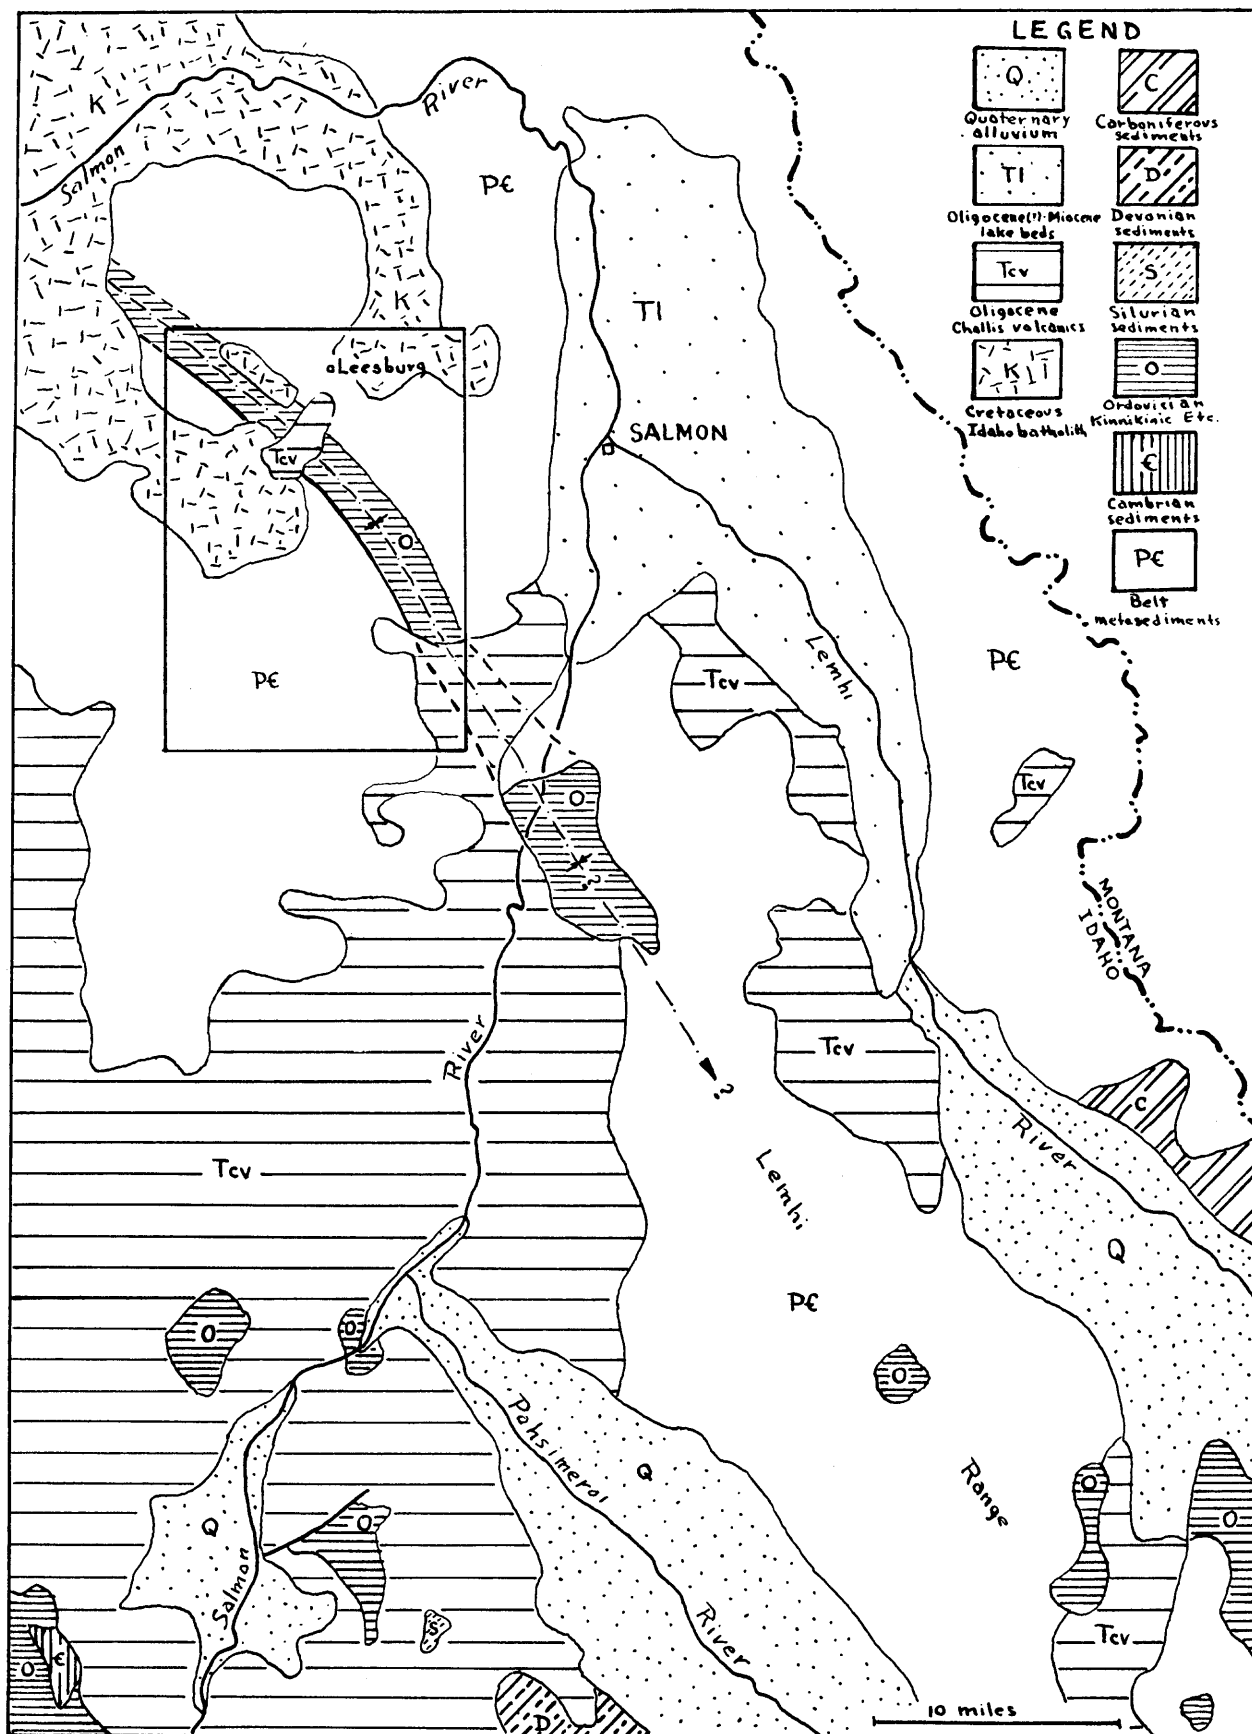 LEGEND
Q
Quaternary
alluvium
C
Carboniferous
sediments
Tl
Oligocene(?)-Miocene
lake beds
D
Devonian
sediments
Tcv
Oligocene
Challis volcanics
S
Silurian
sediments
K
Cretaceous
Idaho batholith
O
Ordovician
Kinnikinic Etc.
Є
Cambrian
sediments
PЄ
Belt
metasediments
K
Salmon
River
PЄ
K
Leesburg
Tl
SALMON
Tcv
O
PЄ
Lemhi
Tcv
PЄ
Tcv
O
?
MONTANA
IDAHO
River
Tcv
?
C
River
Tcv
Lemhi
Q
PЄ
O
O
O
Pahsimeroi
Q
Range
O
O
Q
O
Salmon
S
River
Tcv
O
Є
D
10 miles